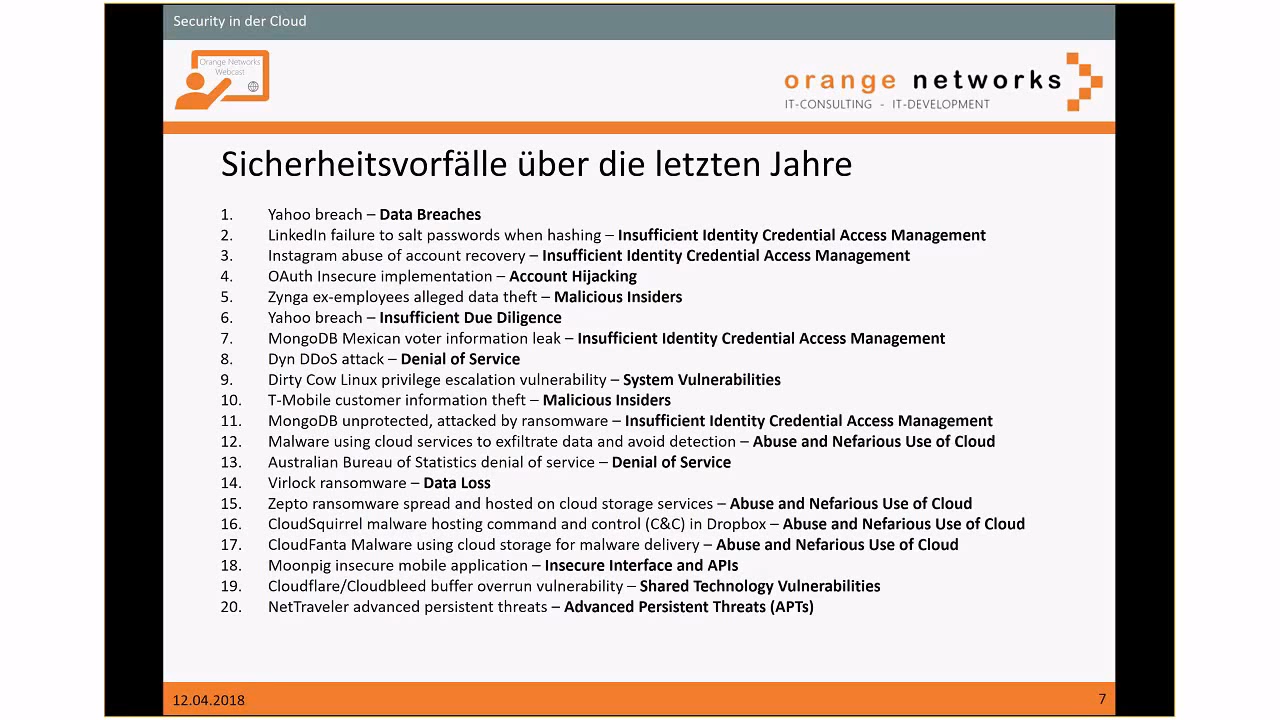 Security in der Cloud
Orange Networks
Webcast
orange networks
IT-CONSULTING - IT-DEVELOPMENT
Sicherheitsvorfälle über die letzten Jahre
1. Yahoo breach – Data Breaches
2. LinkedIn failure to salt passwords when hashing – Insufficient Identity Credential Access Management
3. Instagram abuse of account recovery – Insufficient Identity Credential Access Management
4. OAuth Insecure implementation – Account Hijacking
5. Zynga ex-employees alleged data theft – Malicious Insiders
6. Yahoo breach – Insufficient Due Diligence
7. MongoDB Mexican voter information leak – Insufficient Identity Credential Access Management
8. Dyn DDoS attack – Denial of Service
9. Dirty Cow Linux privilege escalation vulnerability – System Vulnerabilities
10. T-Mobile customer information theft – Malicious Insiders
11. MongoDB unprotected, attacked by ransomware – Insufficient Identity Credential Access Management
12. Malware using cloud services to exfiltrate data and avoid detection – Abuse and Nefarious Use of Cloud
13. Australian Bureau of Statistics denial of service – Denial of Service
14. Virlock ransomware – Data Loss
15. Zepto ransomware spread and hosted on cloud storage services – Abuse and Nefarious Use of Cloud
16. CloudSquirrel malware hosting command and control (C&C) in Dropbox – Abuse and Nefarious Use of Cloud
17. CloudFanta Malware using cloud storage for malware delivery – Abuse and Nefarious Use of Cloud
18. Moonpig insecure mobile application – Insecure Interface and APIs
19. Cloudflare/Cloudbleed buffer overrun vulnerability – Shared Technology Vulnerabilities
20. NetTraveler advanced persistent threats – Advanced Persistent Threats (APTs)
12.04.2018
7